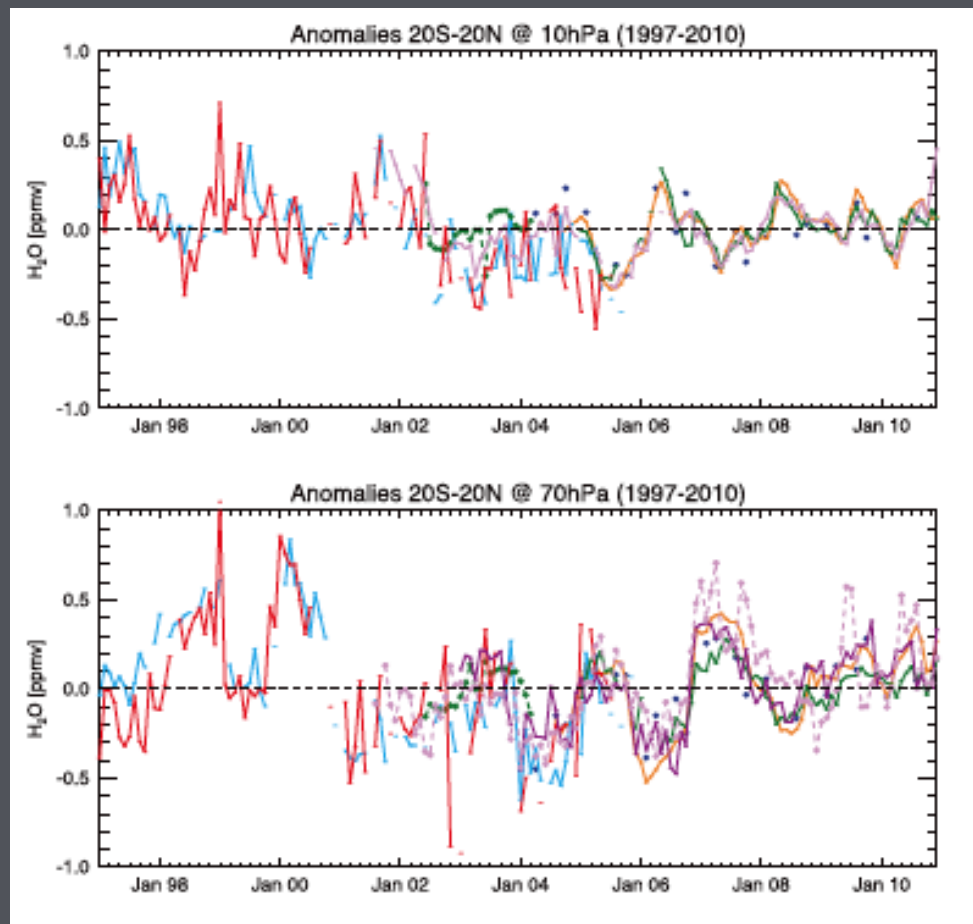 Anomalies 20S-20N @ 10hPa (1997-2010)
1.0
0.5
0.0
-0.5
-1.0
H₂O [ppmv]
Jan 98 Jan 00 Jan 02 Jan 04 Jan 06 Jan 08 Jan 10
Anomalies 20S-20N @ 70hPa (1997-2010)
1.0
0.5
0.0
-0.5
-1.0
H₂O [ppmv]
Jan 98 Jan 00 Jan 02 Jan 04 Jan 06 Jan 08 Jan 10